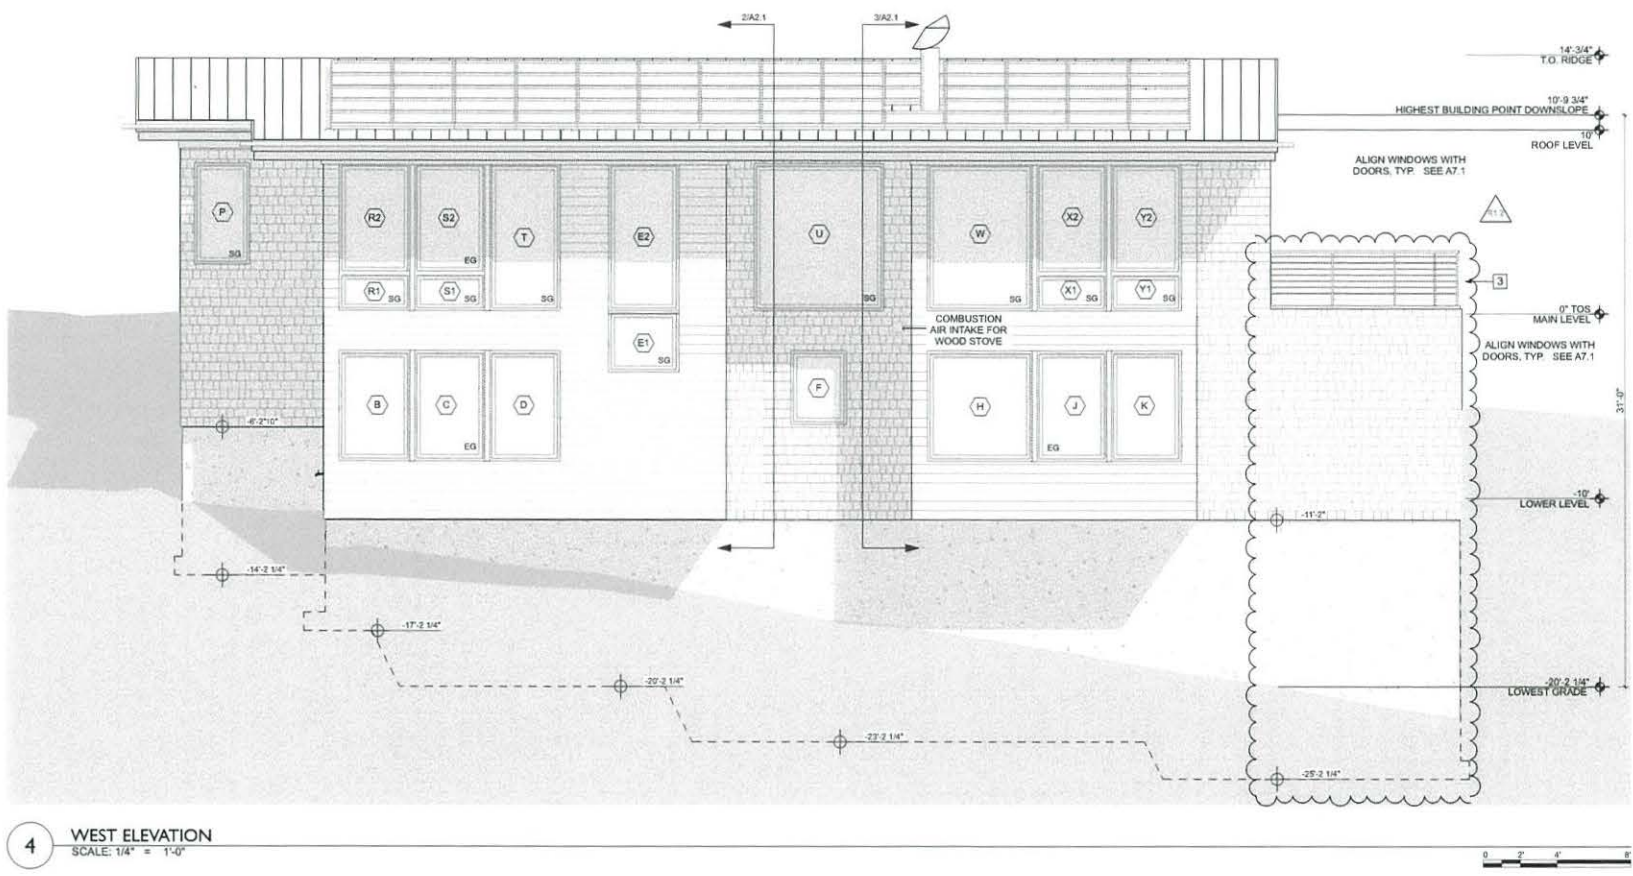 2/A2.1
3/A2.1
14'-3/4"
T.O. RIDGE
10'-9 3/4"
HIGHEST BUILDING POINT DOWNSLOPE
10'
ROOF LEVEL
ALIGN WINDOWS WITH
DOORS, TYP. SEE A7.1
P
SG
R2
S2
EG
T
SG
E2
U
SG
W
SG
X2
Y2
R1
SG
S1
SG
X1
SG
Y1
SG
3
0" TOS
MAIN LEVEL
COMBUSTION
AIR INTAKE FOR
WOOD STOVE
E1
SG
ALIGN WINDOWS WITH
DOORS, TYP. SEE A7.1
31'-0"
B
C
EG
D
F
H
J
EG
K
-10'
LOWER LEVEL
-11'-2"
-14'-2 1/4"
-17'-2 1/4"
-20'-2 1/4"
-20'-2 1/4"
LOWEST GRADE
-23'-2 1/4"
-25'-2 1/4"
4
WEST ELEVATION
SCALE: 1/4" = 1'-0"
0 2' 4' 8'